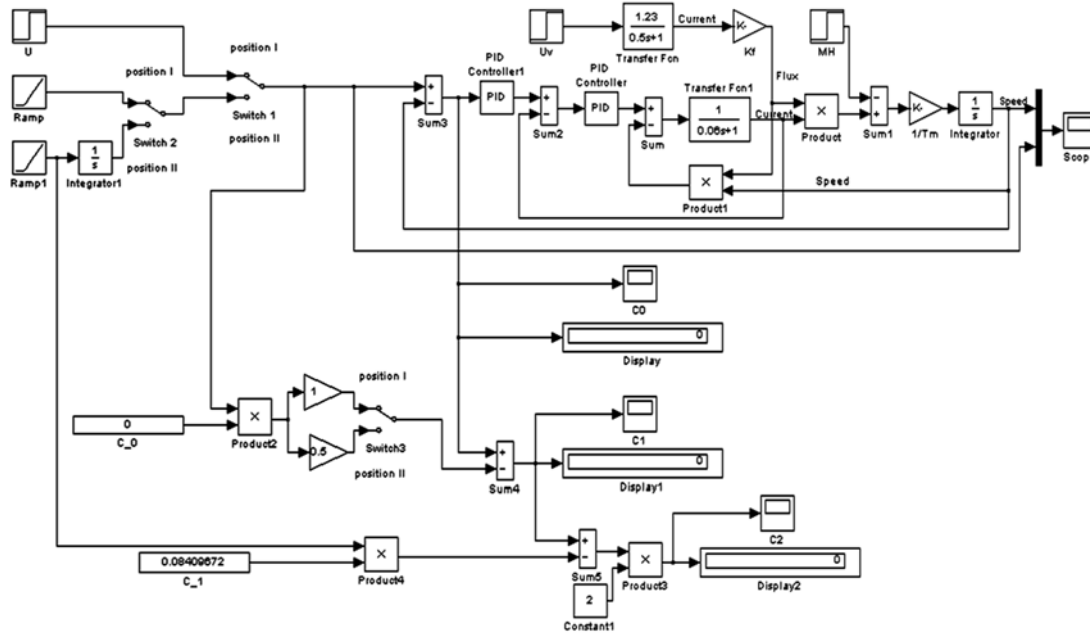 U
position I
position I
Ramp
Switch 1
Switch 2
position II
Ramp1
1
s
Integrator1
position II
Uv
1.23
0.5s+1
Transfer Fcn
Current
K-
Kf
MH
PID
Controller1
PID
PID
Controller
PID
Flux
Transfer Fcn1
1
0.06s+1
Current
Sum3
Sum2
Sum
×
Product
Sum1
K-
1/Tm
1
s
Integrator
Speed
Scop
×
Product1
Speed
C0
0
Display
position I
1
0
C_0
×
Product2
0.5
Switch3
position II
C1
0
Display1
Sum4
0.08409672
C_1
×
Product4
Sum5
×
Product3
2
Constant1
C2
0
Display2